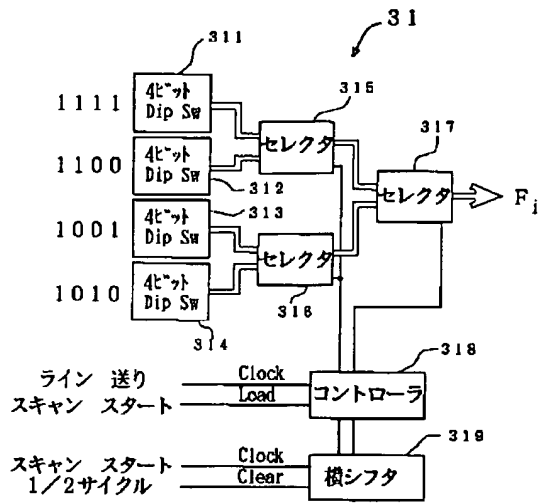 31
311
1111
4ビット
Dip Sw
315
セレクタ
317
1100
4ビット
Dip Sw
312
セレクタ
Fi
1001
4ビット
Dip Sw
313
セレクタ
316
1010
4ビット
Dip Sw
314
318
ライン 送り
Clock
コントローラ
スキャン スタート
Load
319
スキャン スタート
Clock
横シフタ
1/2サイクル
Clear